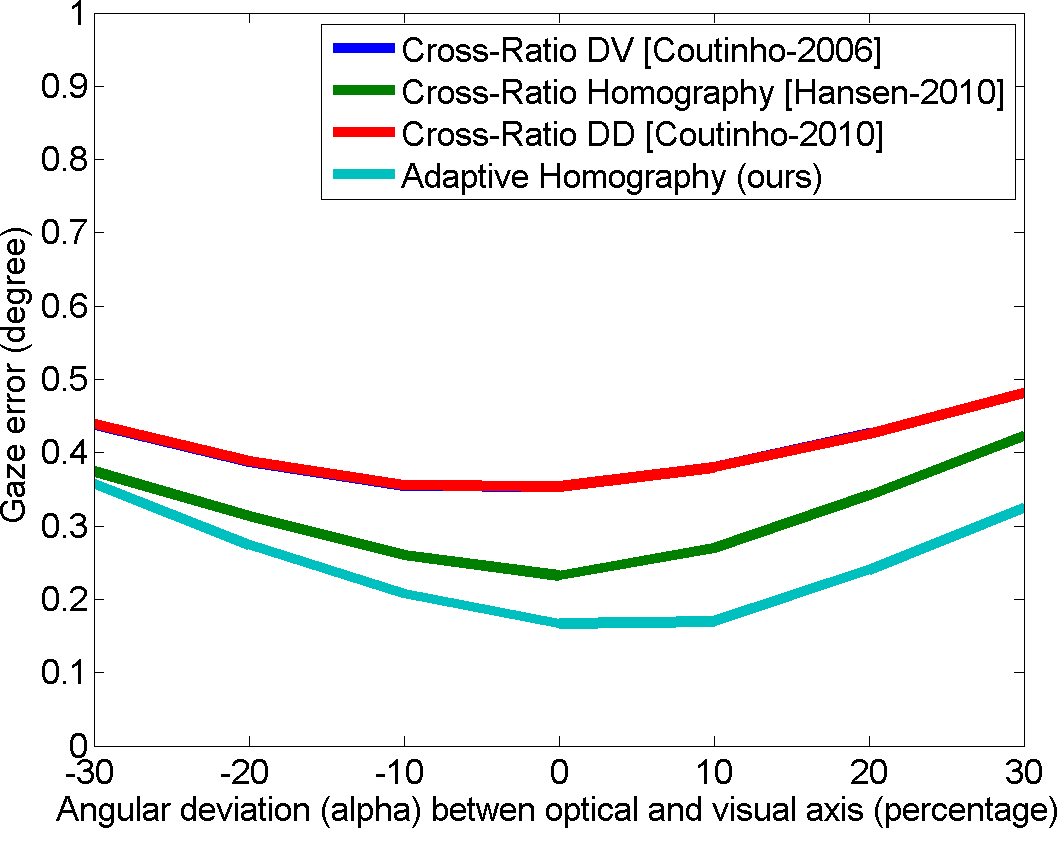 Cross-Ratio DV [Coutinho-2006]
Cross-Ratio Homography [Hansen-2010]
Cross-Ratio DD [Coutinho-2010]
Adaptive Homography (ours)
Gaze error (degree)
1
0.9
0.8
0.7
0.6
0.5
0.4
0.3
0.2
0.1
0
-30 -20 -10 0 10 20 30
Angular deviation (alpha) betwen optical and visual axis (percentage)